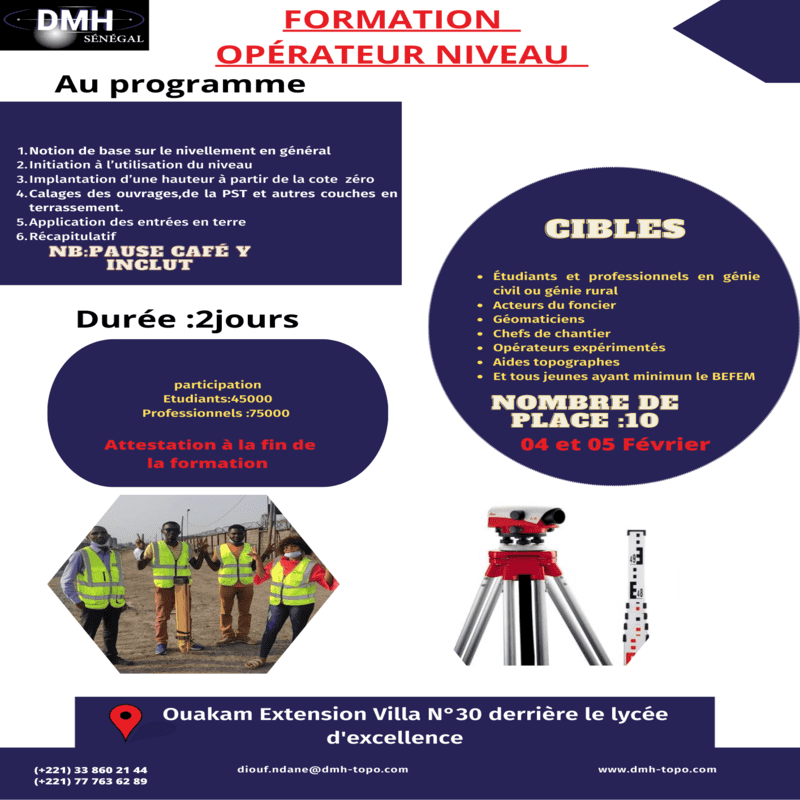 DMH
SÉNÉGAL
FORMATION
OPÉRATEUR NIVEAU
Au programme
1. Notion de base sur le nivellement en général
2. Initiation à l'utilisation du niveau
3. Implantation d'une hauteur à partir de la cote zéro
4. Calages des ouvrages,de la PST et autres couches en
terrassement.
5. Application des entrées en terre
6. Récapitulatif
NB:PAUSE CAFÉ Y
INCLUT
Durée :2jours
participation
Etudiants:45000
Professionnels :75000
Attestation à la fin de
la formation
CIBLES
• Étudiants et professionnels en génie
civil ou génie rural
• Acteurs du foncier
• Géomaticiens
• Chefs de chantier
• Opérateurs expérimentés
• Aides topographes
• Et tous jeunes ayant minimun le BEFEM
NOMBRE DE
PLACE :10
04 et 05 Février
Ouakam Extension Villa N°30 derrière le lycée
d'excellence
(+221) 33 860 21 44
(+221) 77 763 62 89
diouf.ndane@dmh-topo.com
www.dmh-topo.com